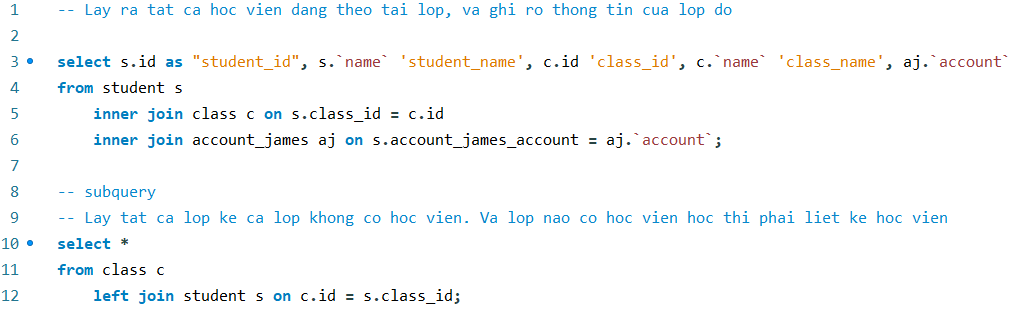 1 -- Lay ra tat ca hoc vien dang theo tai lop, va ghi ro thong tin cua lop do
2
3 select s.id as "student_id", s.`name` 'student_name', c.id 'class_id', c.`name` 'class_name', aj.`account`
4 from student s
5 inner join class c on s.class_id = c.id
6 inner join account_james aj on s.account_james_account = aj.`account`;
7
8 -- subquery
9 -- Lay tat ca lop ke ca lop khong co hoc vien. Va lop nao co hoc vien hoc thi phai liet ke hoc vien
10 select *
11 from class c
12 left join student s on c.id = s.class_id;